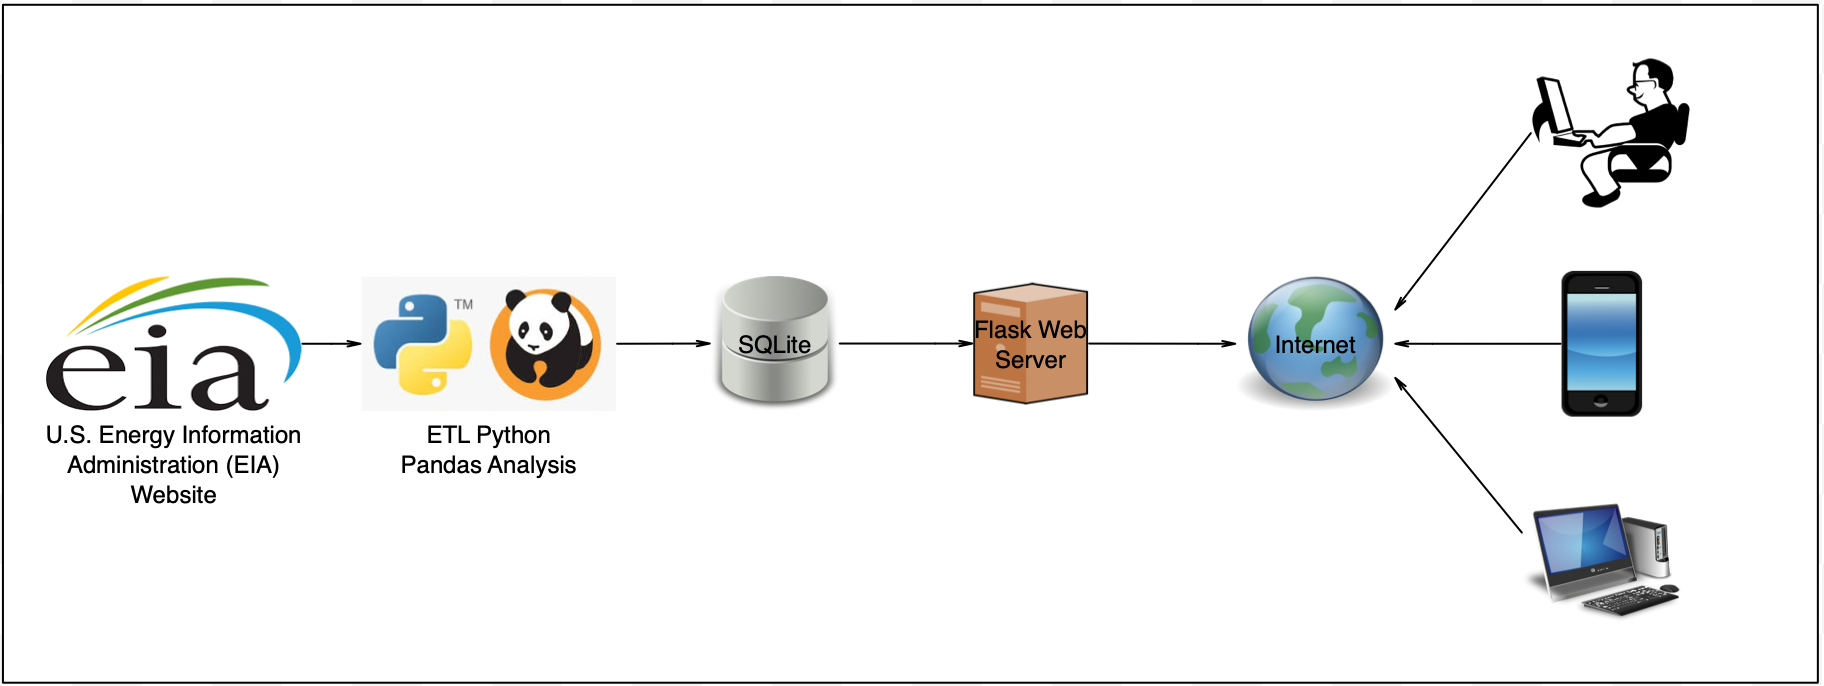 eia
U.S. Energy Information
Administration (EIA)
Website
TM
ETL Python
Pandas Analysis
SQLite
Flask Web
Server
Internet